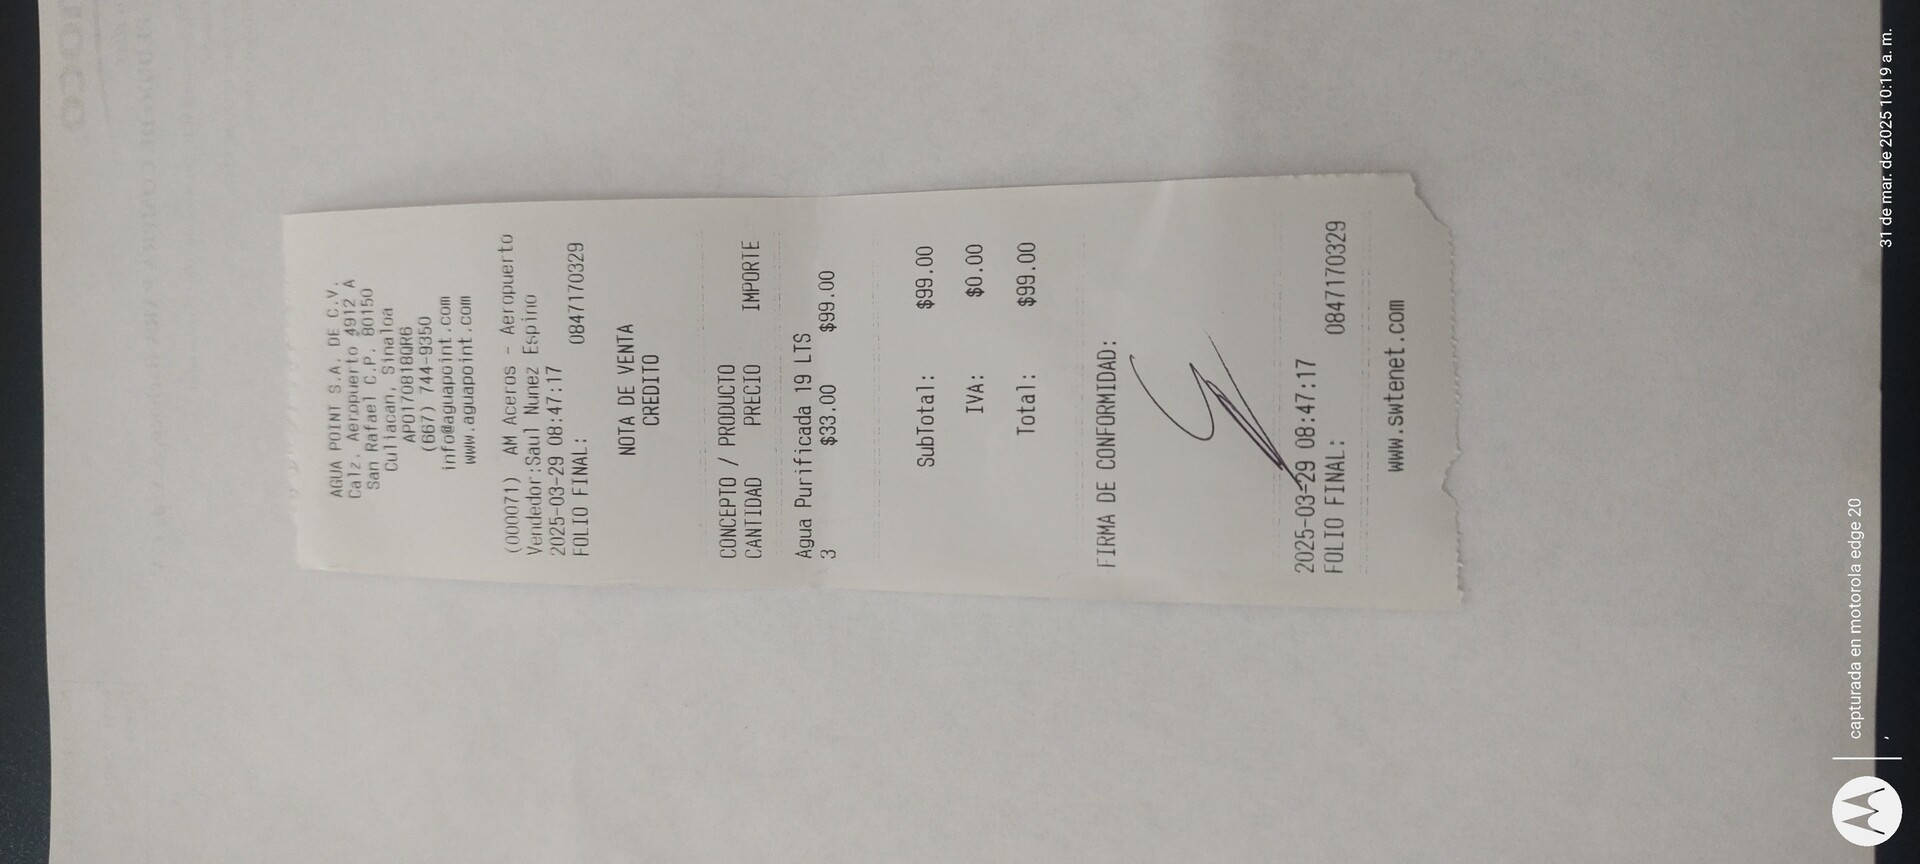 AGUA POINT S.A. DE C.V.
Calz. Aeropuerto 4912 A
San Rafael C.P. 80150
Culiacan, Sinaloa
APO170818QR6
(667) 744-9350
info@aguapoint.com
www.aguapoint.com
(000071) AM Aceros - Aeropuerto
Vendedor:Saul Nunez Espino
2025-03-29 08:47:17
FOLIO FINAL: 0847170329
NOTA DE VENTA
CREDITO
CONCEPTO / PRODUCTO
CANTIDAD PRECIO IMPORTE
Agua Purificada 19 LTS
3 $33.00 $99.00
SubTotal: $99.00
IVA: $0.00
Total: $99.00
FIRMA DE CONFORMIDAD:
2025-03-29 08:47:17
FOLIO FINAL: 0847170329
www.swtenet.com
capturada en motorola edge 20
31 de mar. de 2025 10:19 a. m.